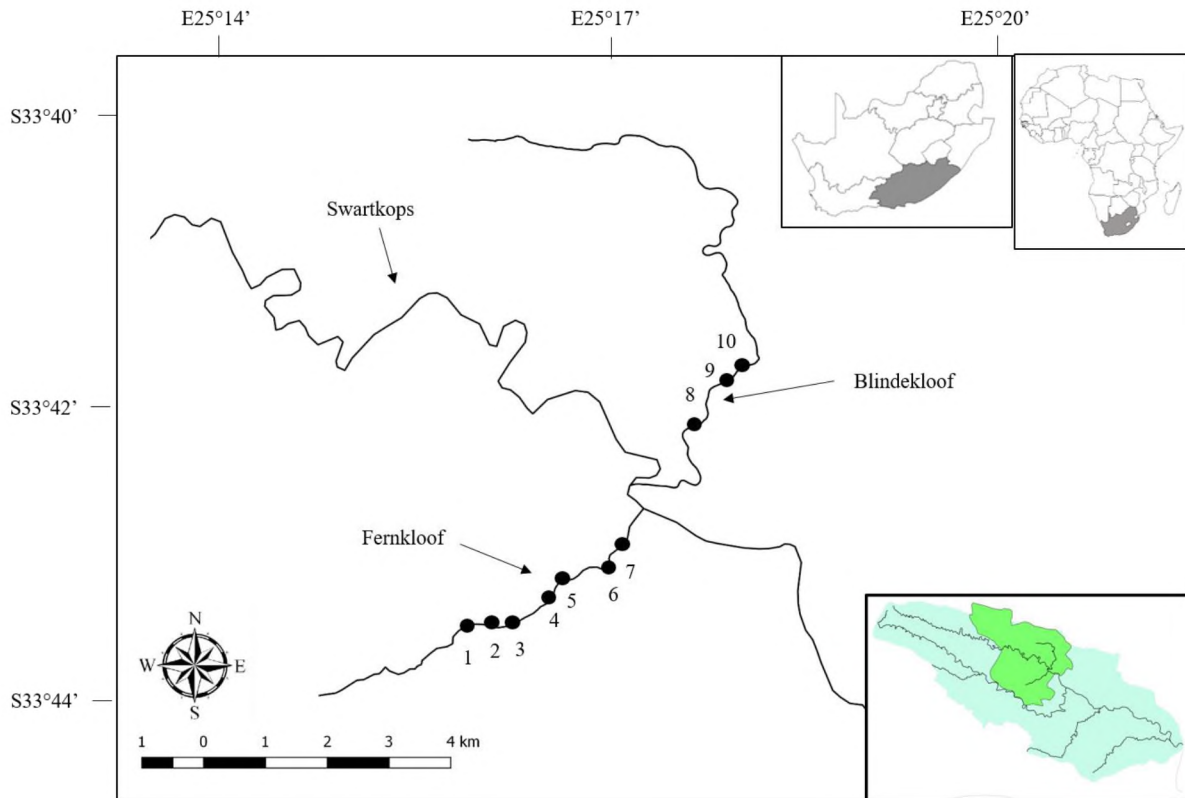 E25°14’
E25°17’
E25°20’
S33°40’
Swartkops
10
9
Blindekloof
8
S33°42’
Fernkloof
7
5
6
4
N
1
2
3
W
E
S33°44’
S
1
0
1
2
3
4 km